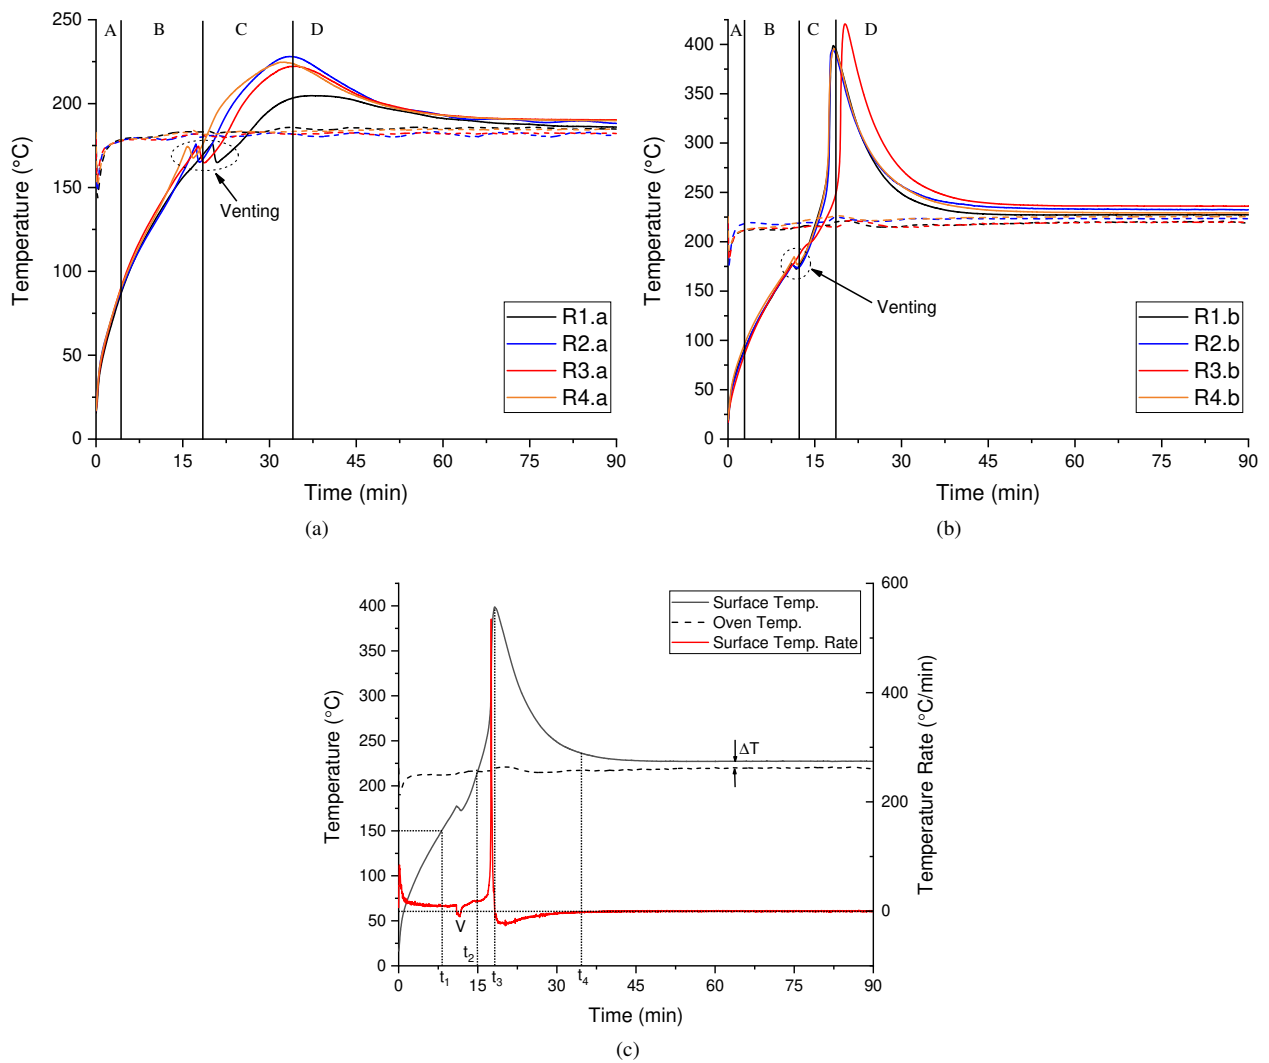 A B C D
250
200
150
100
50
0
Temperature (°C)
Venting
R1.a
R2.a
R3.a
R4.a
0 15 30 45 60 75 90
Time (min)
(a)
A B C D
400
350
300
250
200
150
100
50
0
Temperature (°C)
Venting
R1.b
R2.b
R3.b
R4.b
0 15 30 45 60 75 90
Time (min)
(b)
400
350
300
250
200
150
100
50
0
Temperature (°C)
Surface Temp.
Oven Temp.
Surface Temp. Rate
600
400
200
0
Temperature Rate (°C/min)
ΔT
V
t₁
t₂
t₃
t₄
0 15 30 45 60 75 90
Time (min)
(c)